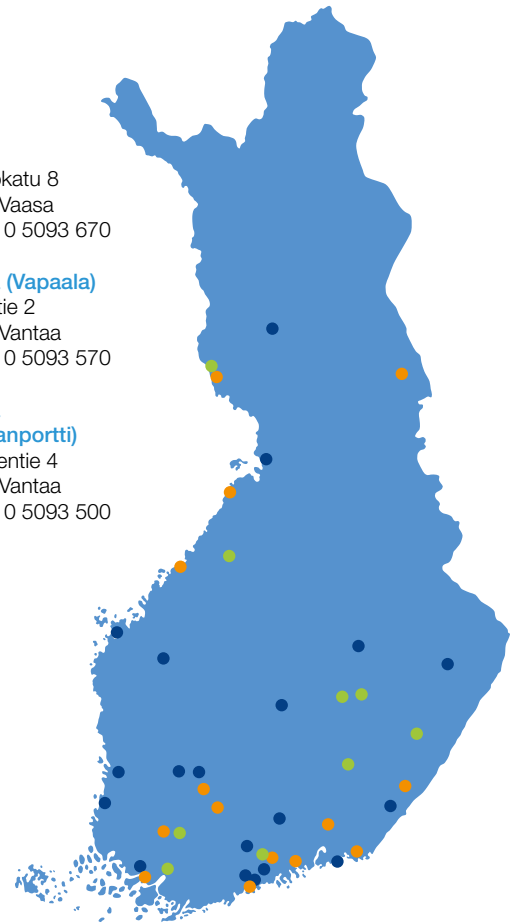 katu 8
Vaasa
0 5093 670
(Vapaala)
tie 2
Vantaa
0 5093 570
anportti)
entie 4
Vantaa
0 5093 500